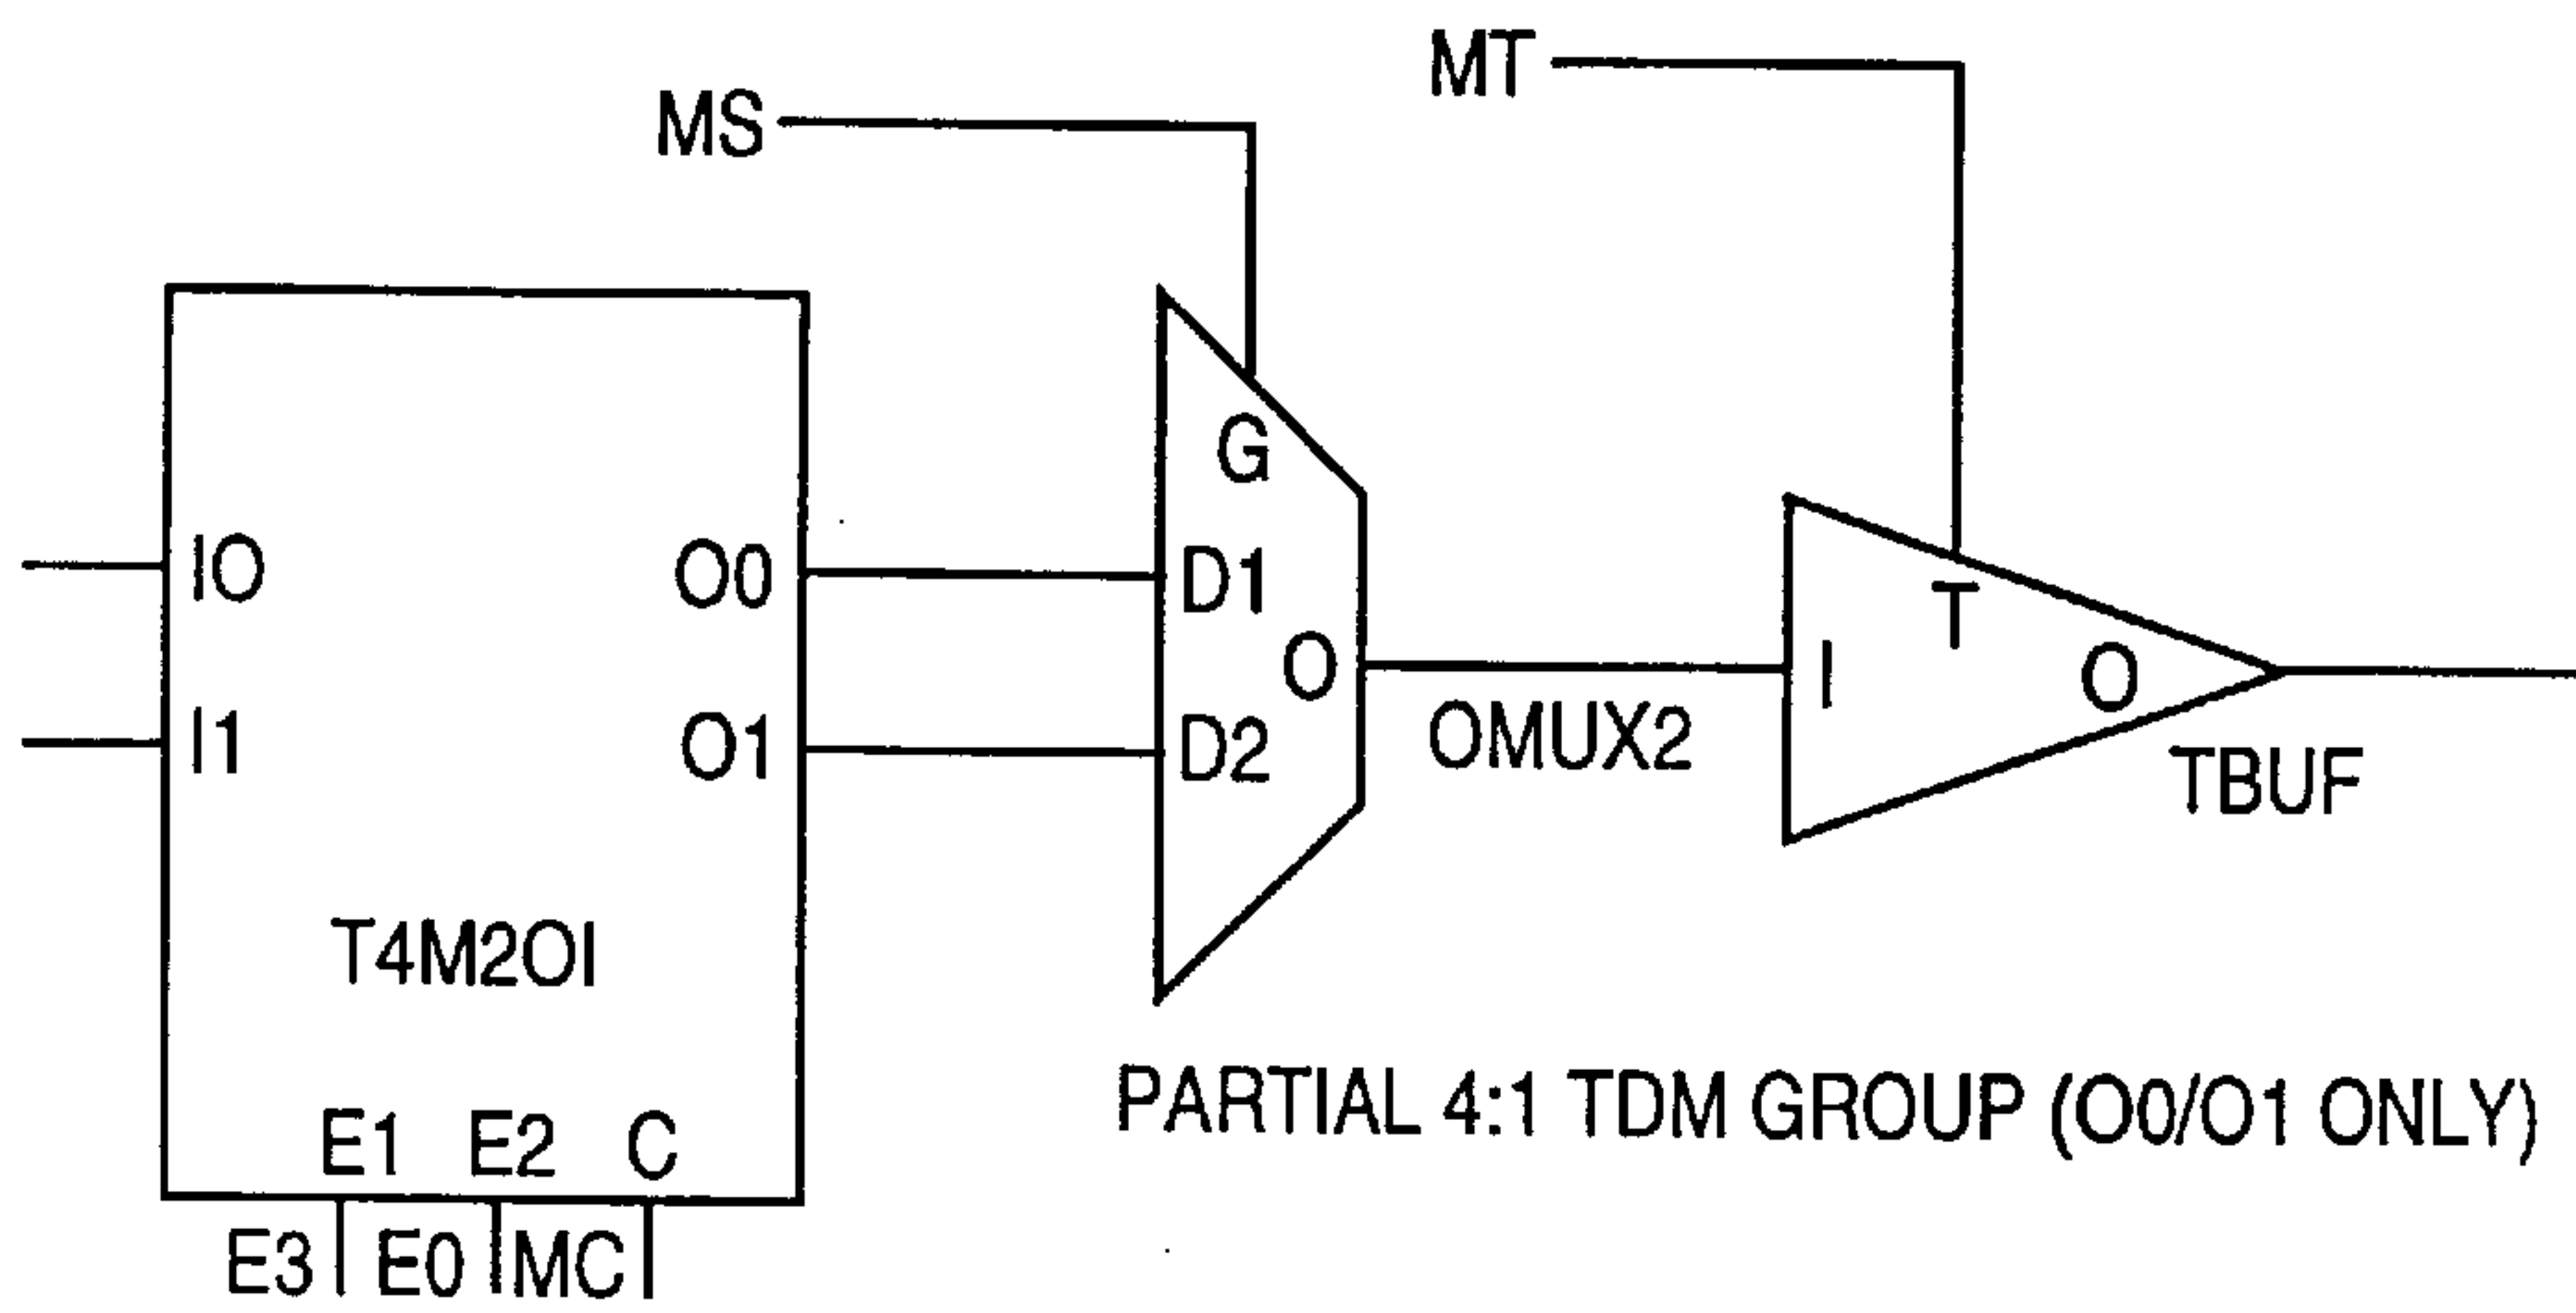 MT
MS
G
IO
O0
D1
T
O
I
O
I1
O1
D2
OMUX2
TBUF
T4M2OI
PARTIAL 4:1 TDM GROUP (O0/O1 ONLY)
E1 E2 C
E3 E0 MC